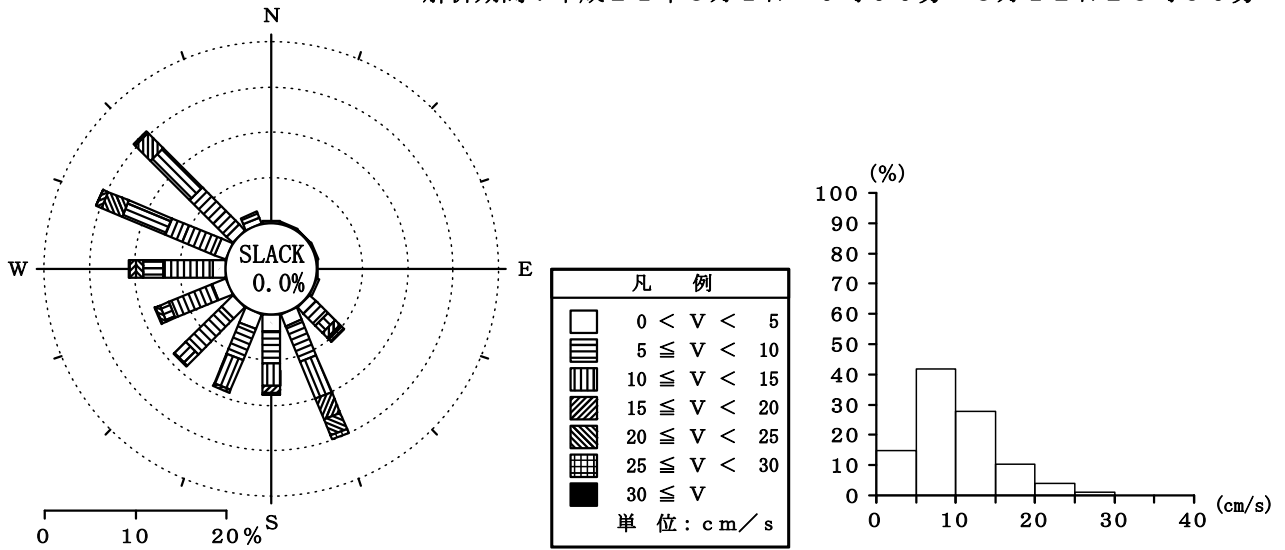 N
W
E
S
SLACK
0.0%
0 10 20%
凡 例
0 < V < 5
5 ≦ V < 10
10 ≦ V < 15
15 ≦ V < 20
20 ≦ V < 25
25 ≦ V < 30
30 ≦ V
単 位:cm/s
(%)
100
90
80
70
60
50
40
30
20
10
0
0 10 20 30 40 (cm/s)